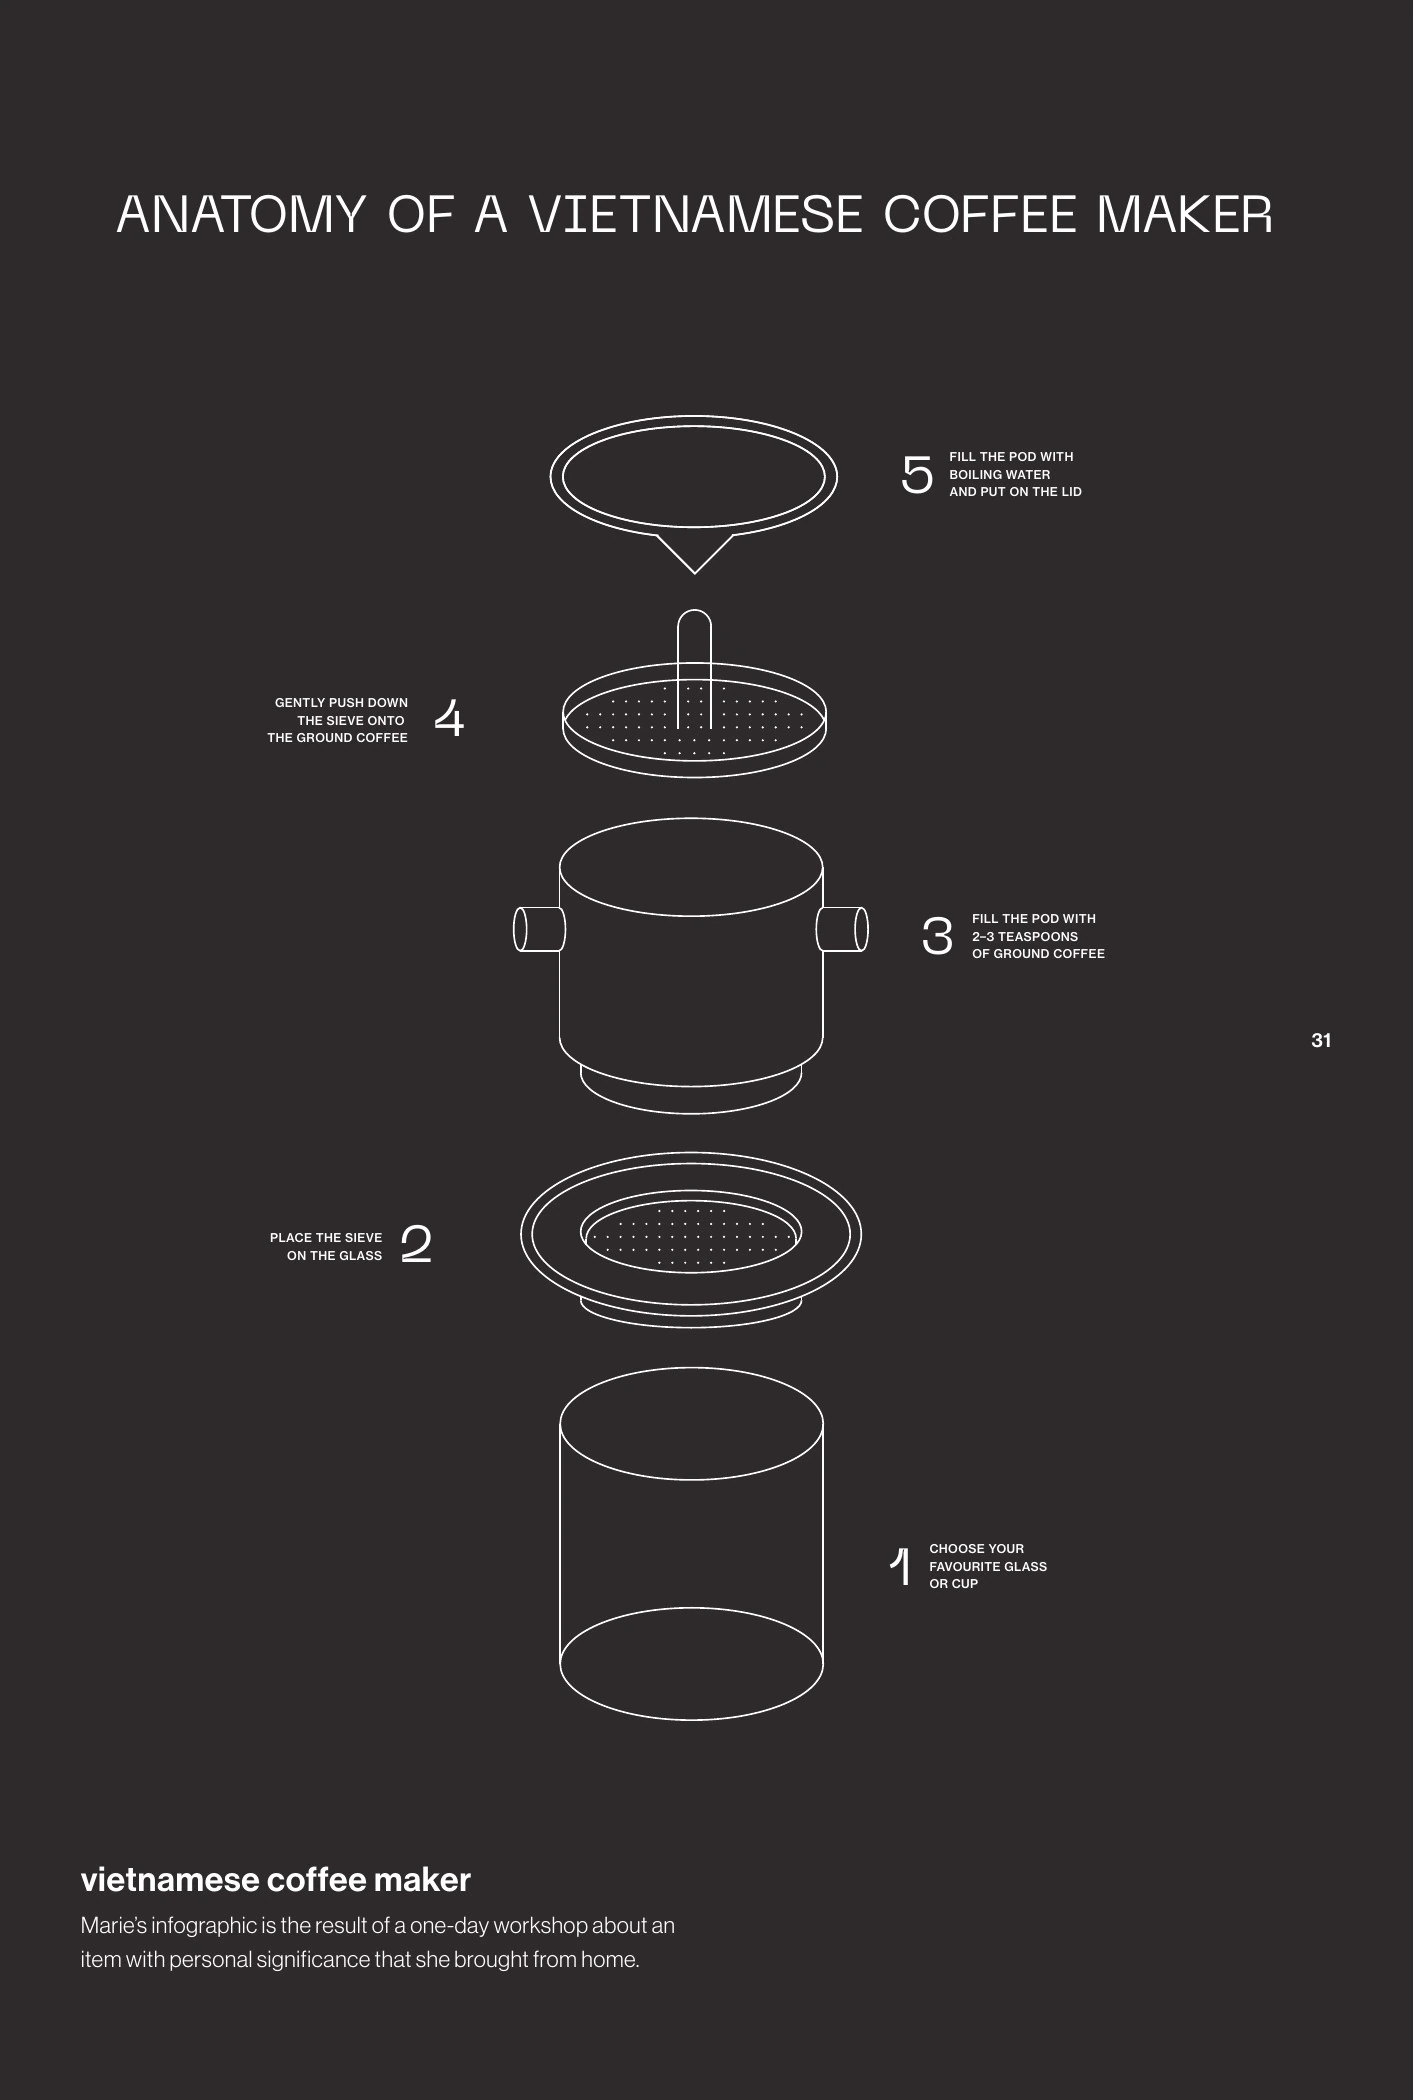 ANATOMY OF A VIETNAMESE COFFEE MAKER
5
FILL THE POD WITH
BOILING WATER
AND PUT ON THE LID
GENTLY PUSH DOWN
THE SIEVE ONTO
THE GROUND COFFEE
4
3
FILL THE POD WITH
2–3 TEASPOONS
OF GROUND COFFEE
31
PLACE THE SIEVE
ON THE GLASS
2
1
CHOOSE YOUR
FAVOURITE GLASS
OR CUP
vietnamese coffee maker
Marie’s infographic is the result of a one-day workshop about an
item with personal significance that she brought from home.